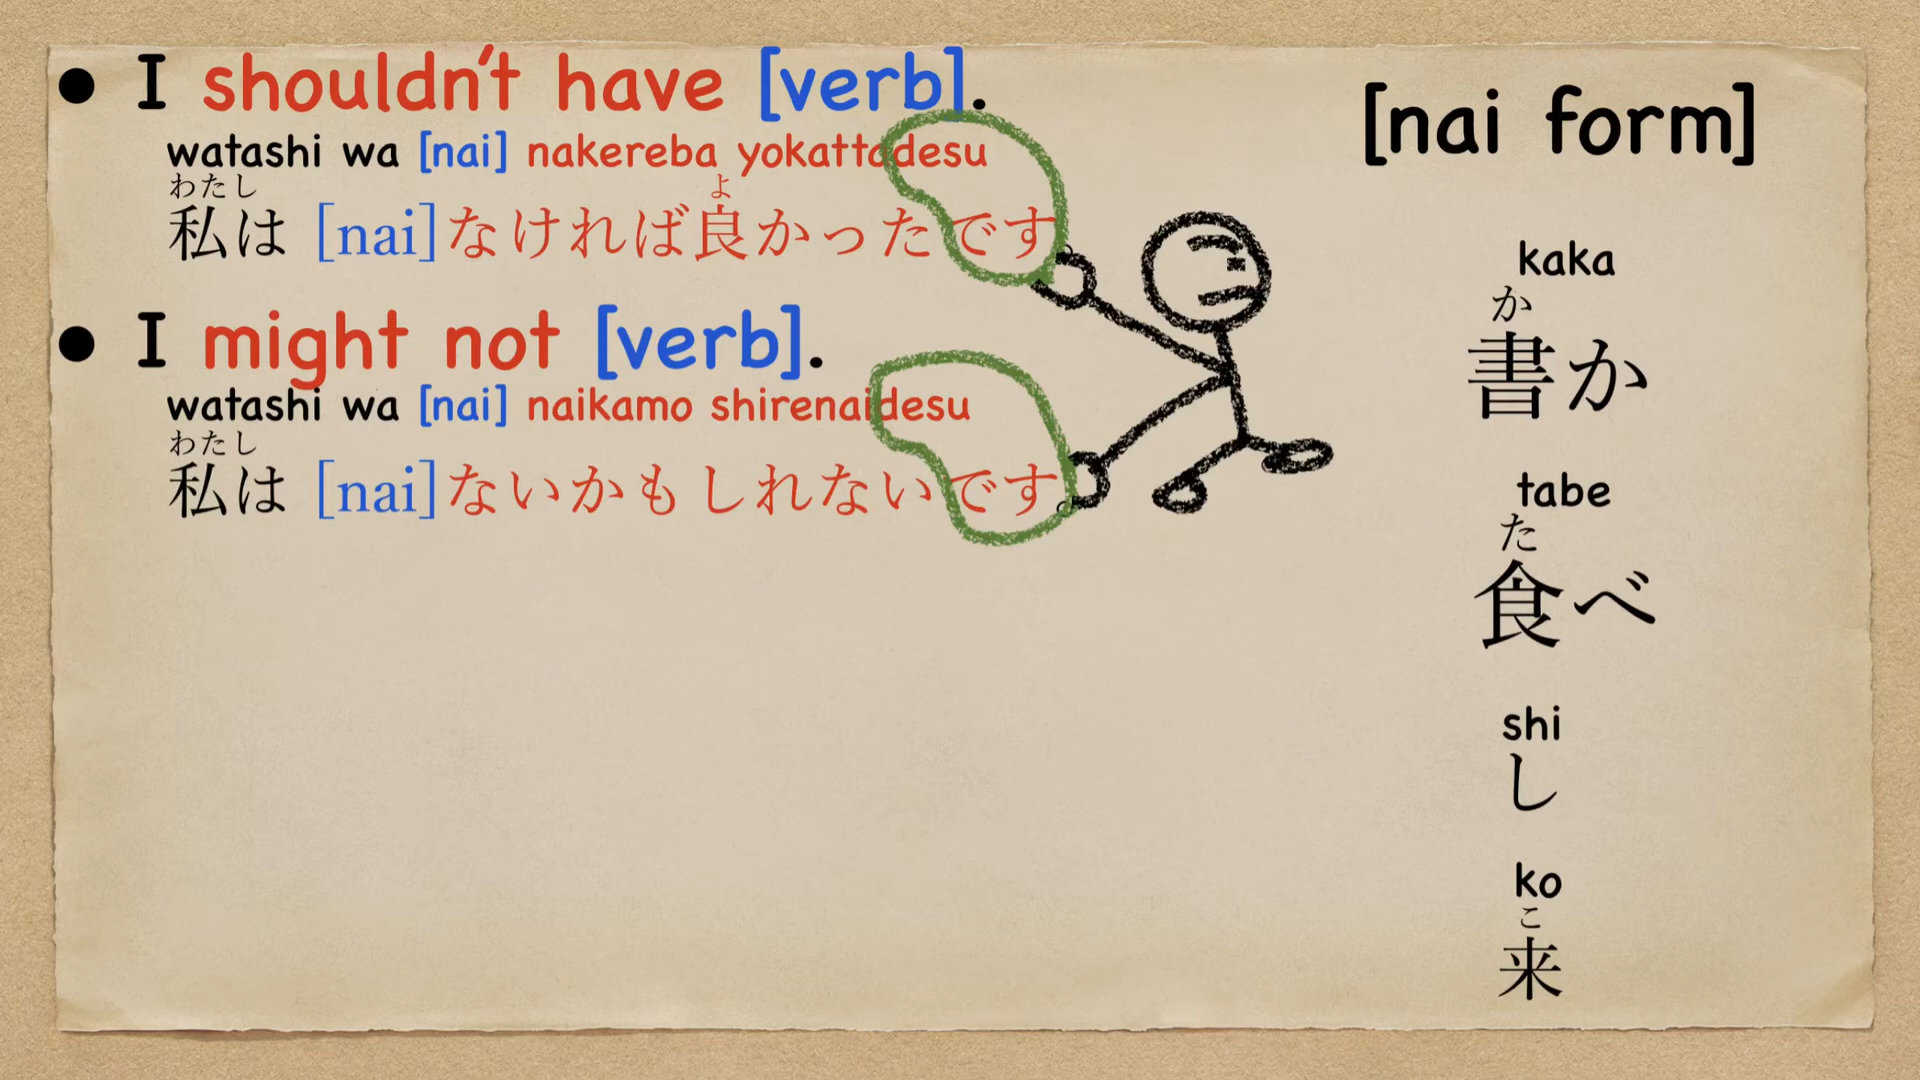 • I shouldn't have [verb].
watashi wa [nai] nakereba yokattadesu
わたし よ
私は [nai]なければ良かったです。
• I might not [verb].
watashi wa [nai] naikamo shirenaidesu
わたし
私は [nai]ないかもしれないです。
[nai form]
kaka
か
書か
tabe
た
食べ
shi
し
ko
こ
来